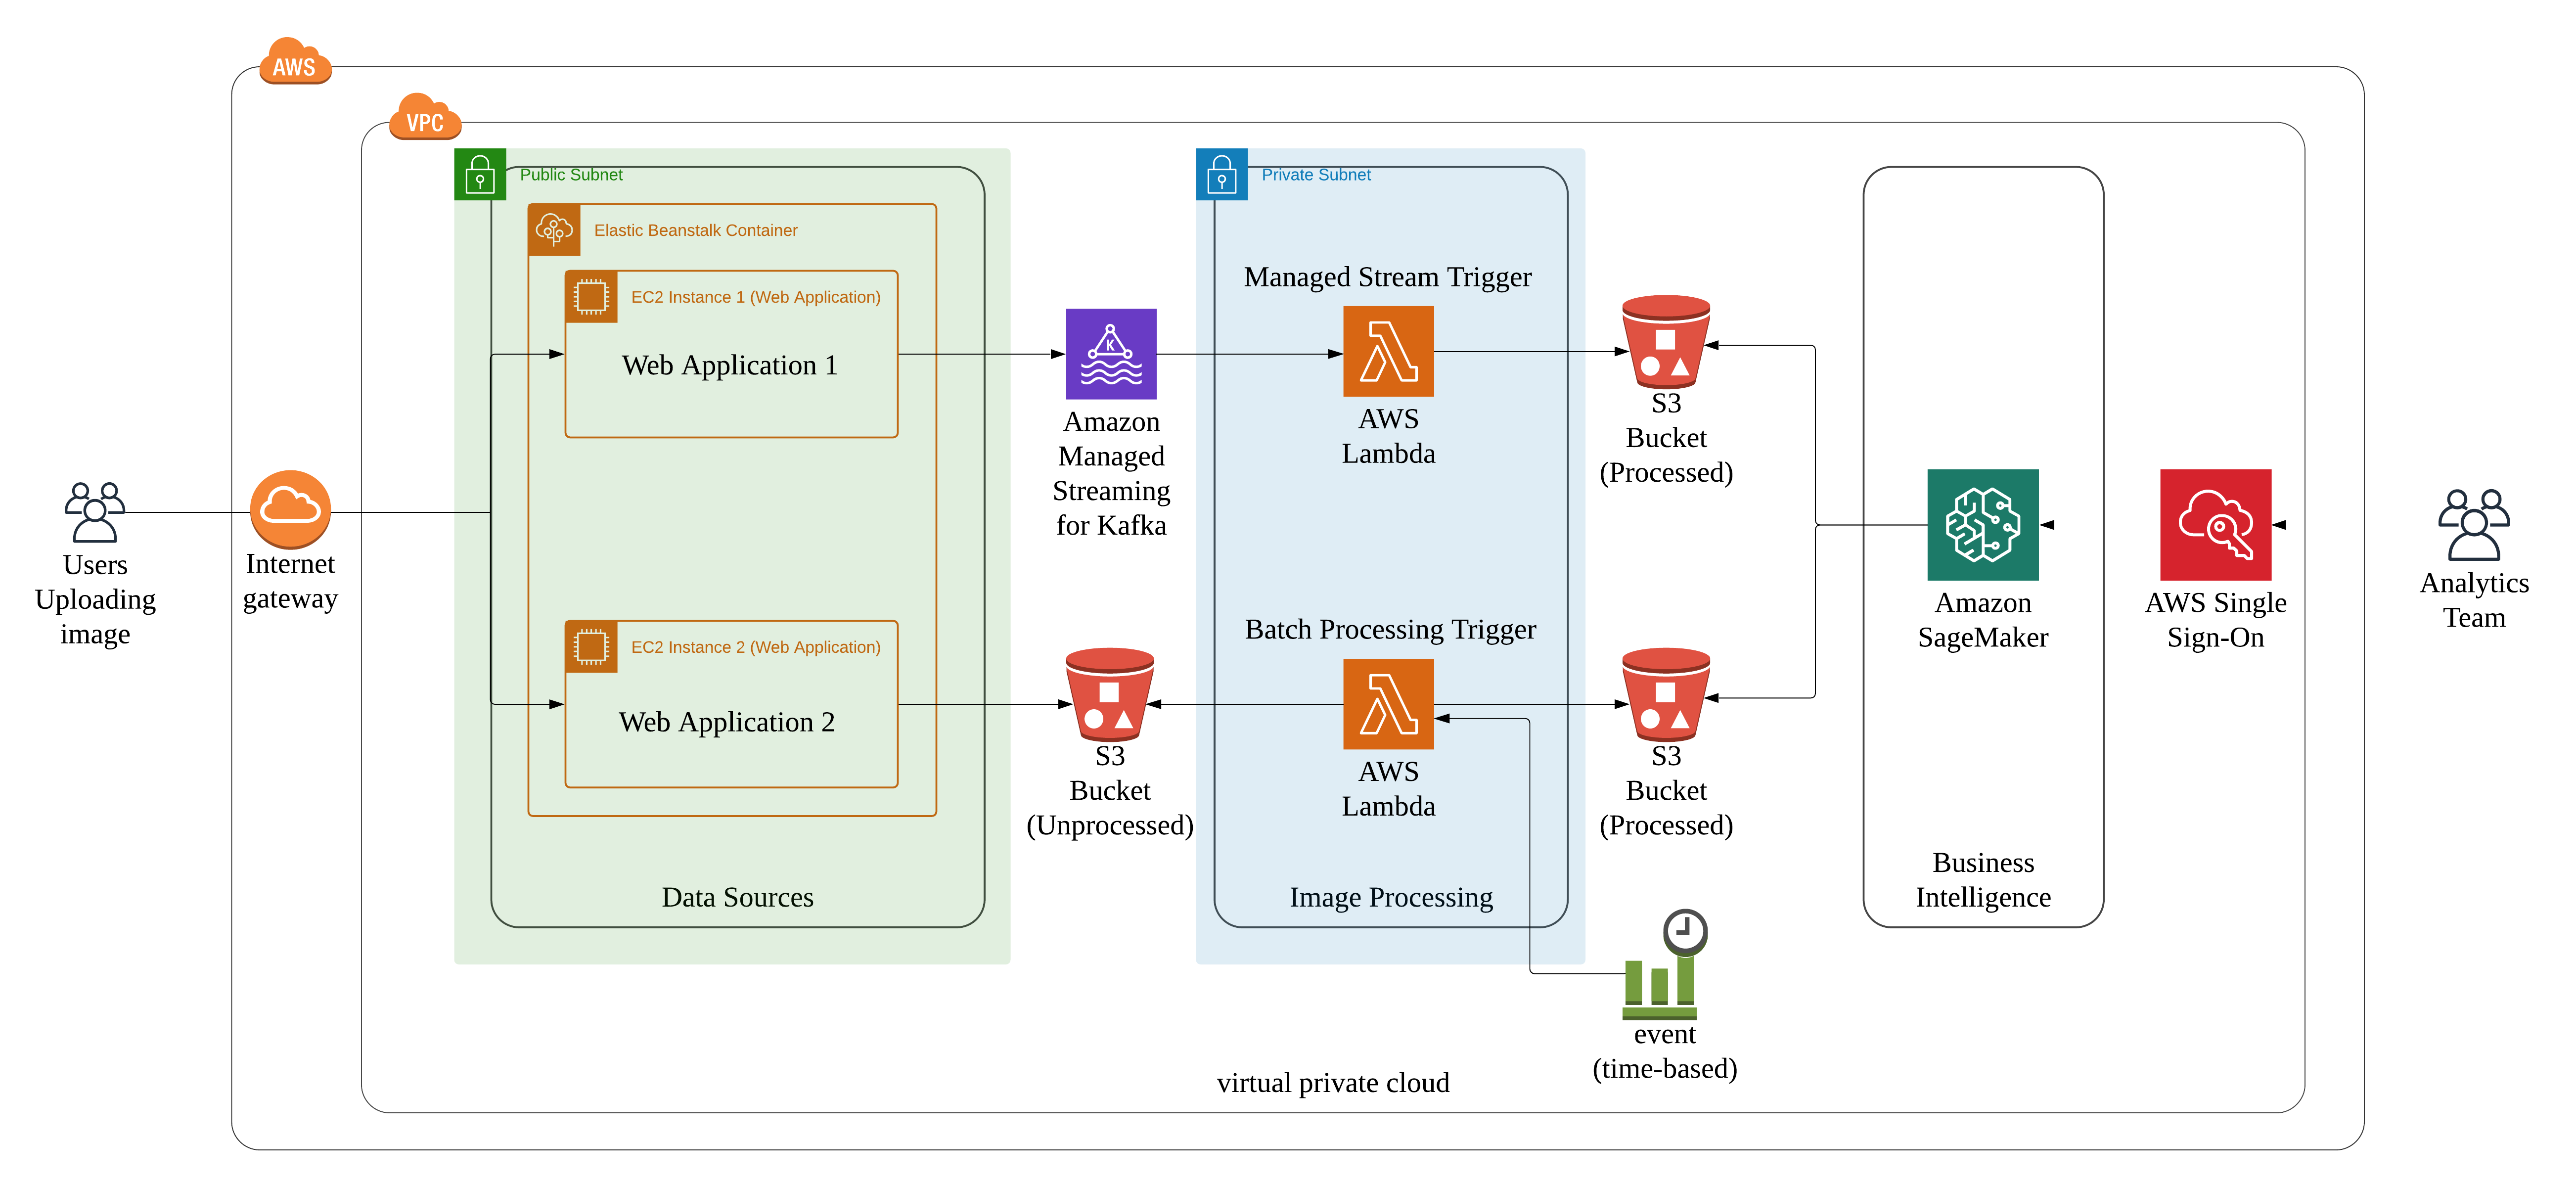 AWS
VPC
Public Subnet
Private Subnet
Elastic Beanstalk Container
EC2 Instance 1 (Web Application)
Web Application 1
Managed Stream Trigger
K
Amazon
Managed
Streaming
for Kafka
AWS
Lambda
S3
Bucket
(Processed)
Users
Uploading
image
Internet
gateway
Amazon
SageMaker
AWS Single
Sign-On
Analytics
Team
EC2 Instance 2 (Web Application)
Web Application 2
Batch Processing Trigger
S3
Bucket
(Unprocessed)
AWS
Lambda
S3
Bucket
(Processed)
Data Sources
Image Processing
Business
Intelligence
event
(time-based)
virtual private cloud